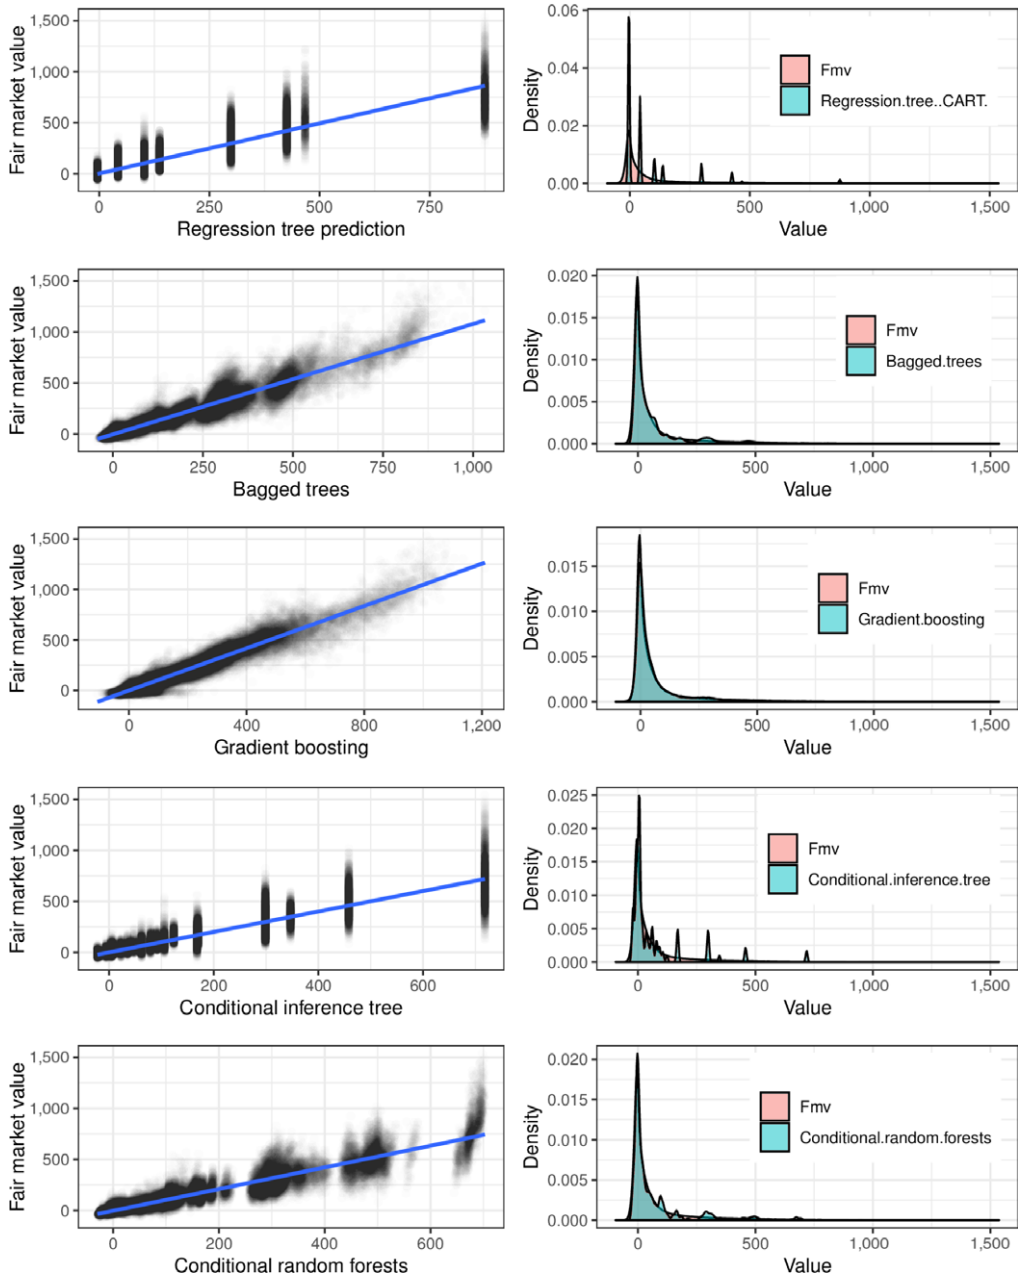 Fair market value
1,500
1,000
500
0
0
250
500
750
Regression tree prediction
Density
0.06
0.04
0.02
0.00
Fmv
Regression.tree..CART.
0
500
1,000
1,500
Value
Fair market value
1,500
1,000
500
0
0
250
500
750
1,000
Bagged trees
Density
0.020
0.015
0.010
0.005
0.000
Fmv
Bagged.trees
0
500
1,000
1,500
Value
Fair market value
1,500
1,000
500
0
0
400
800
1,200
Gradient boosting
Density
0.015
0.010
0.005
0.000
Fmv
Gradient.boosting
0
500
1,000
1,500
Value
Fair market value
1,500
1,000
500
0
0
200
400
600
Conditional inference tree
Density
0.025
0.020
0.015
0.010
0.005
0.000
Fmv
Conditional.inference.tree
0
500
1,000
1,500
Value
Fair market value
1,500
1,000
500
0
0
200
400
600
Conditional random forests
Density
0.020
0.015
0.010
0.005
0.000
Fmv
Conditional.random.forests
0
500
1,000
1,500
Value